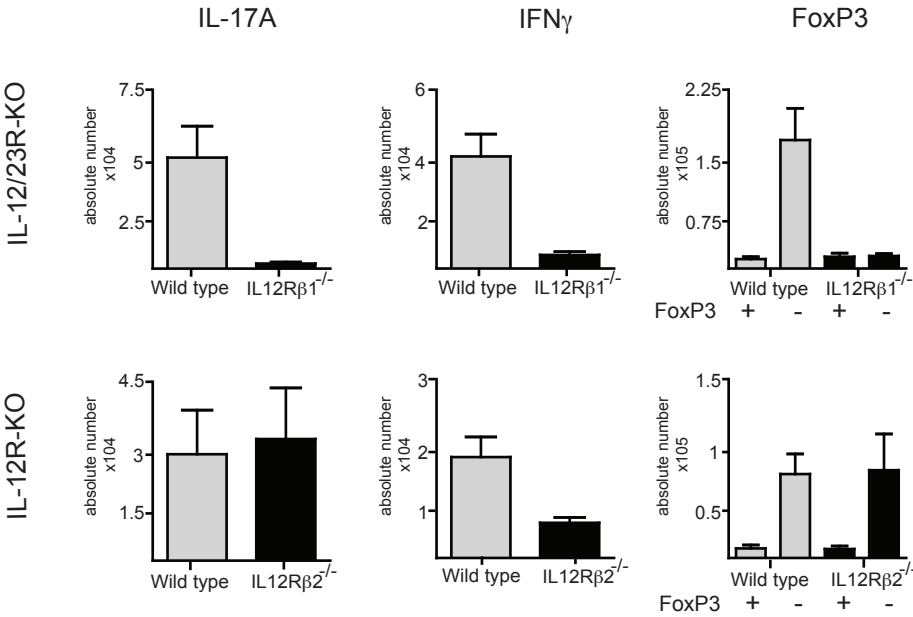 IL-17A
IFNγ
FoxP3
IL-12/23R-KO
absolute number
x104
7.5
5
2.5
Wild type IL12Rβ1-/-
absolute number
x104
6
4
2
Wild type IL12Rβ1-/-
absolute number
x105
2.25
1.5
0.75
Wild type IL12Rβ1-/-
FoxP3 + - + -
IL-12R-KO
absolute number
x104
4.5
3
1.5
Wild type IL12Rβ2-/-
absolute number
x104
3
2
1
Wild type IL12Rβ2-/-
absolute number
x105
1.5
1
0.5
Wild type IL12Rβ2-/-
FoxP3 + - + -